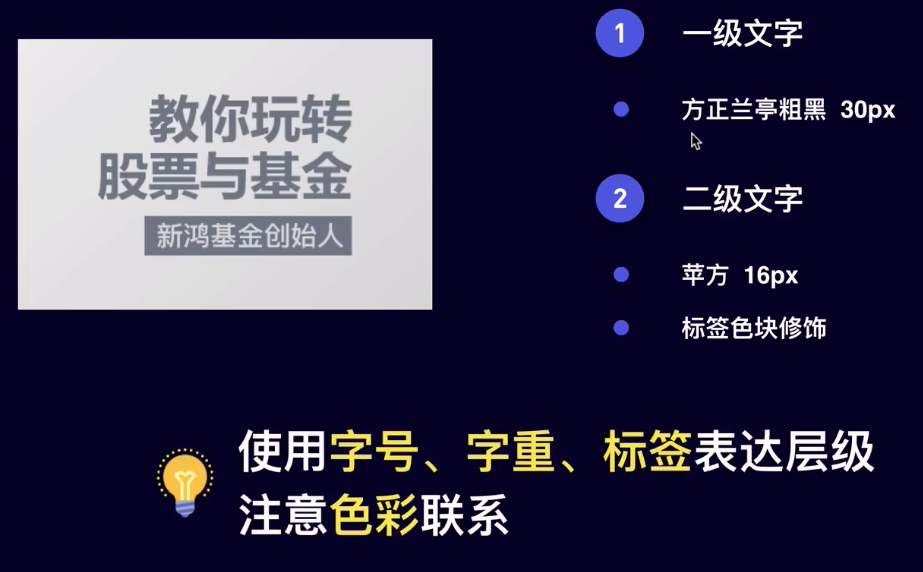 教你玩转
股票与基金
新鸿基金创始人
1 一级文字
方正兰亭粗黑 30px
2 二级文字
苹方 16px
标签色块修饰
使用字号、字重、标签表达层级
注意色彩联系